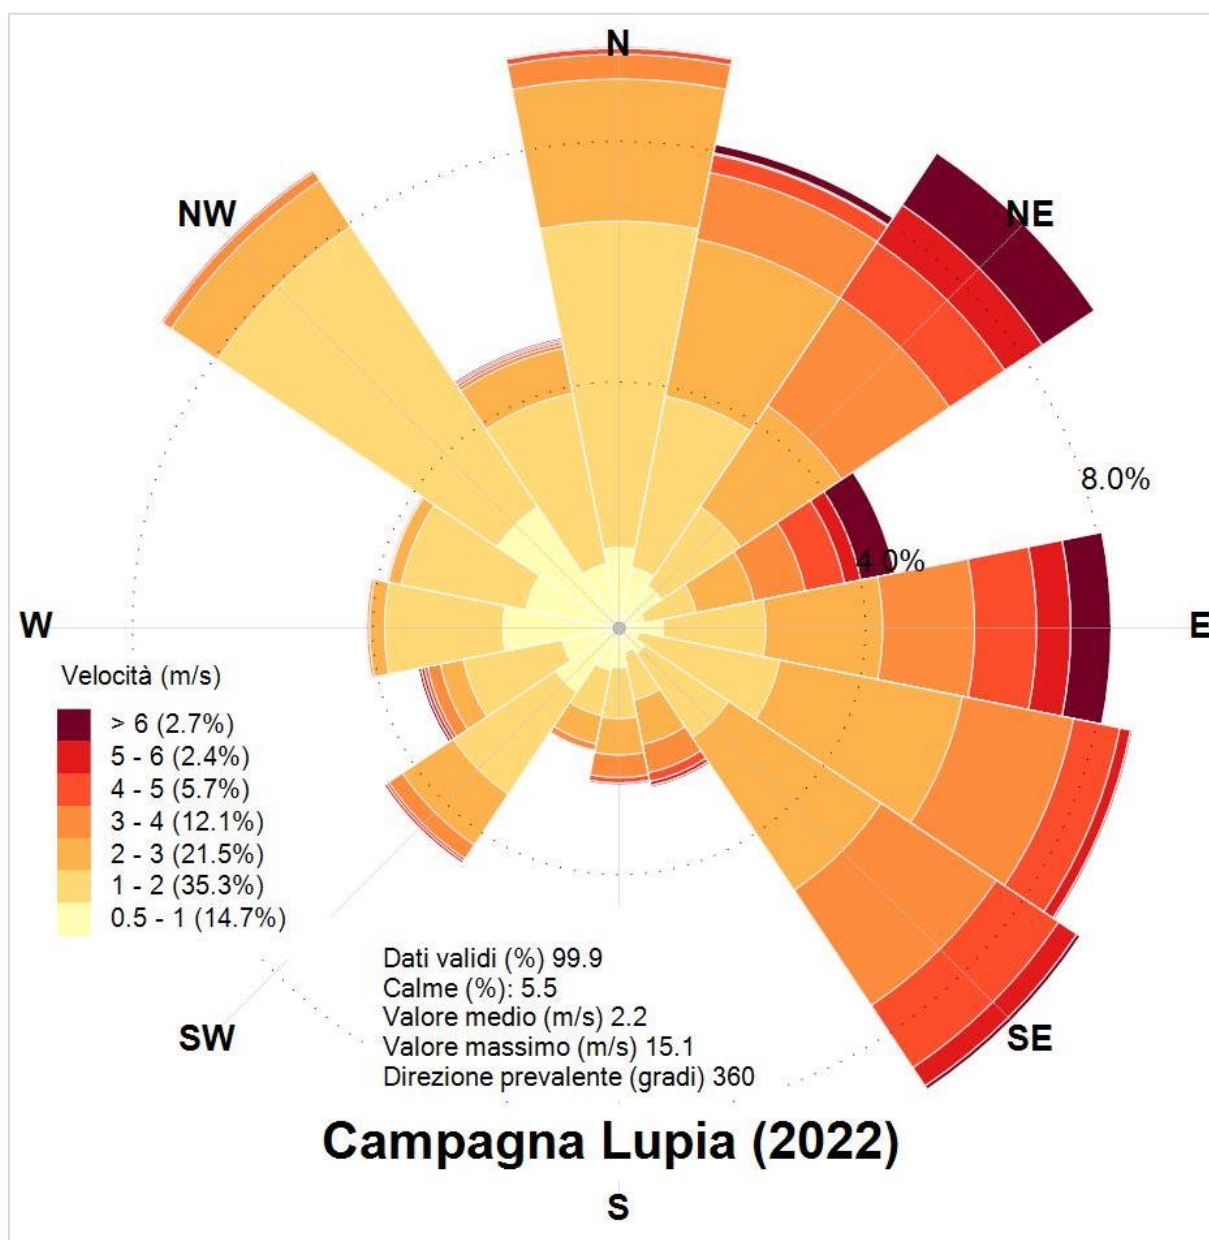 N
NW
NE
8.0%
4.0%
W
E
Velocità (m/s)
> 6 (2.7%)
5 - 6 (2.4%)
4 - 5 (5.7%)
3 - 4 (12.1%)
2 - 3 (21.5%)
1 - 2 (35.3%)
0.5 - 1 (14.7%)
Dati validi (%) 99.9
Calme (%): 5.5
Valore medio (m/s) 2.2
Valore massimo (m/s) 15.1
Direzione prevalente (gradi) 360
SW
SE
Campagna Lupia (2022)
S